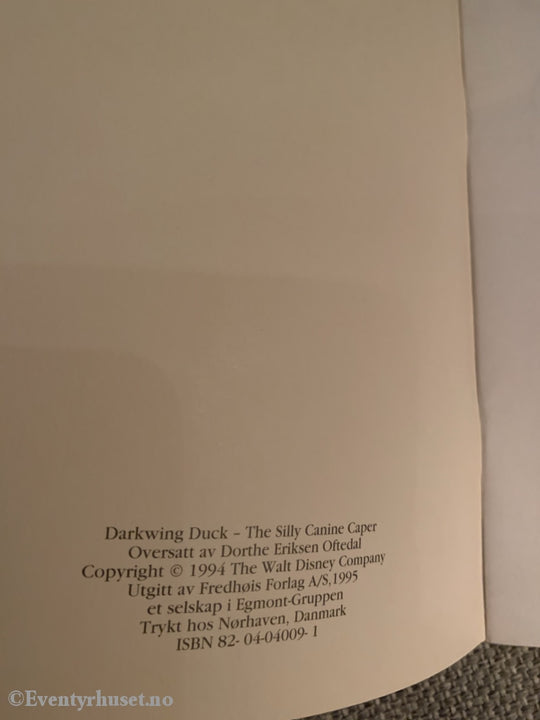 Darkwing Duck – The Silly Canine Caper
Oversatt av Dorthe Eriksen Oftedal
Copyright © 1994 The Walt Disney Company
Utgitt av Fredhøis Forlag A/S,1995
et selskap i Egmont-Gruppen
Trykt hos Nørhaven, Danmark
ISBN 82- 04-04009- 1
©Eventyrhuset.no